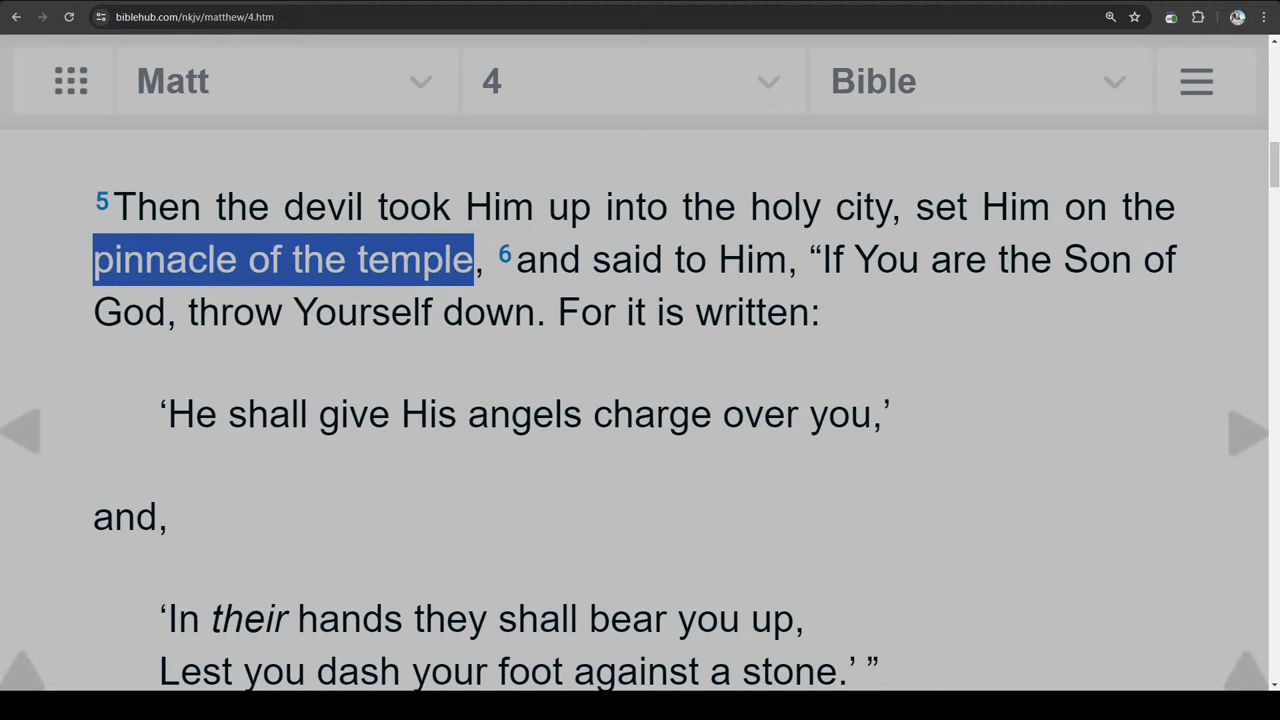 biblehub.com/nkjv/matthew/4.htm
Matt 4 Bible
5Then the devil took Him up into the holy city, set Him on the
pinnacle of the temple, 6and said to Him, “If You are the Son of
God, throw Yourself down. For it is written:
‘He shall give His angels charge over you,’
and,
‘In their hands they shall bear you up,
Lest you dash your foot against a stone.’ ”